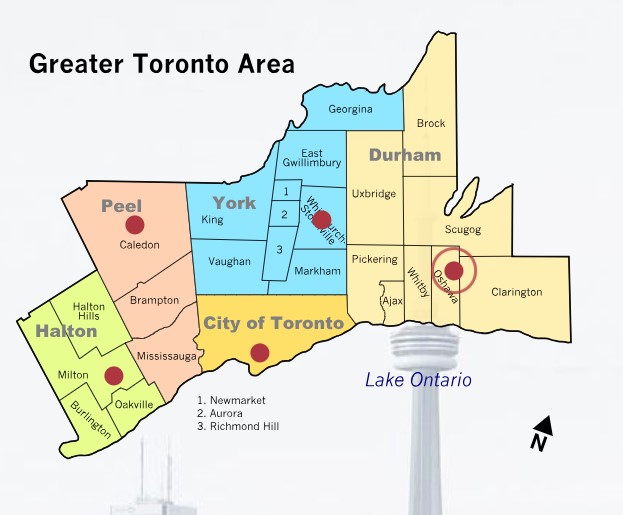 Greater Toronto Area
Georgina
Brock
East
Gwillimbury
Durham
1
Uxbridge
Peel
York
2
King
Whitchurch-
Stouffville
Scugog
Caledon
3
Vaughan
Markham
Pickering
Whitby
Oshawa
Clarington
Ajax
Brampton
Halton
Hills
Halton
City of Toronto
Mississauga
Milton
Lake Ontario
Burlington
Oakville
1. Newmarket
2. Aurora
3. Richmond Hill
N